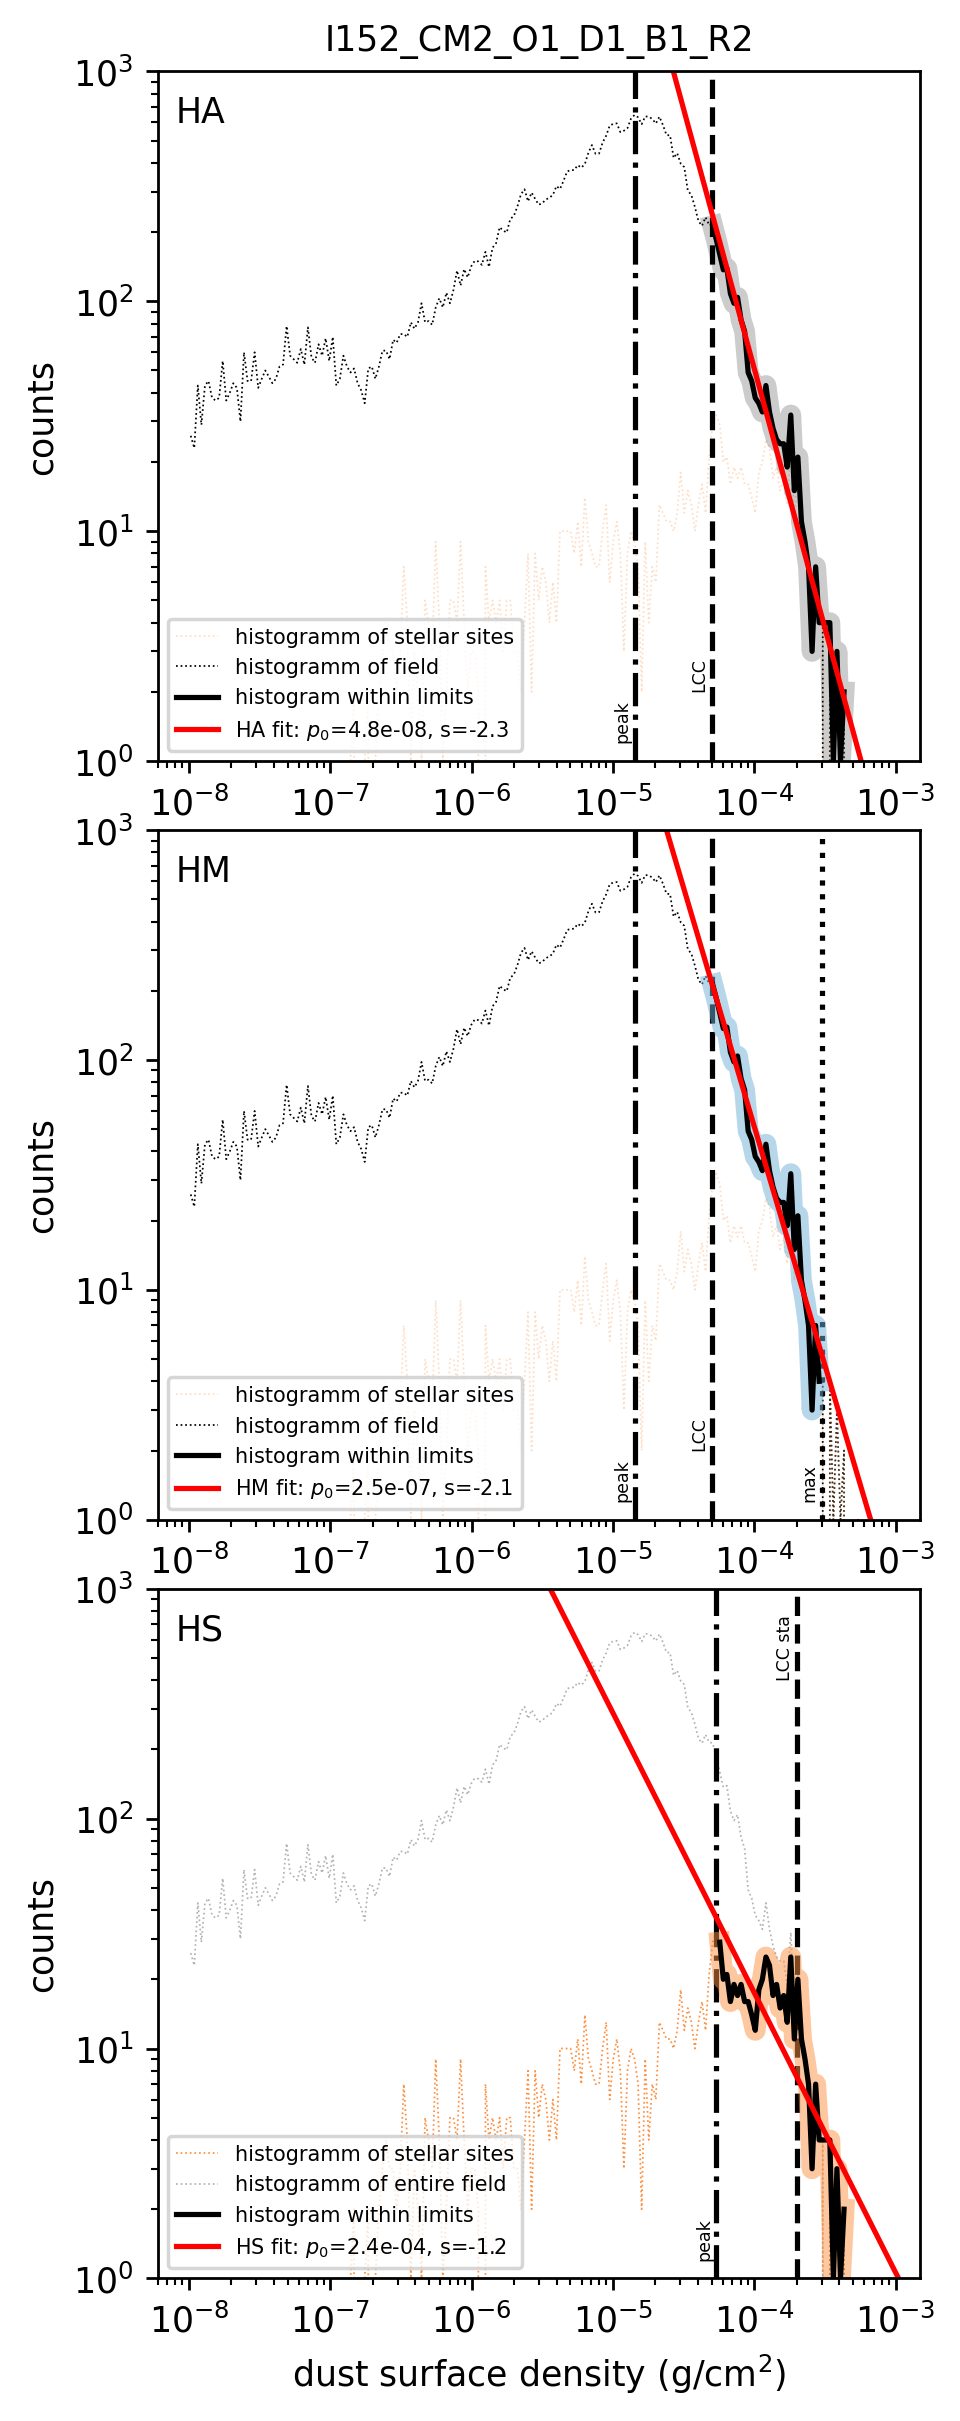 I152_CM2_O1_D1_B1_R2
10³
HA
10²
counts
10¹
LCC
peak
histogramm of stellar sites
histogramm of field
histogram within limits
HA fit: p₀=4.8e-08, s=-2.3
10⁰
10⁻⁸ 10⁻⁷ 10⁻⁶ 10⁻⁵ 10⁻⁴ 10⁻³
10³
HM
10²
counts
10¹
LCC
peak
max
histogramm of stellar sites
histogramm of field
histogram within limits
HM fit: p₀=2.5e-07, s=-2.1
10⁰
10⁻⁸ 10⁻⁷ 10⁻⁶ 10⁻⁵ 10⁻⁴ 10⁻³
10³
HS
LCC sta
10²
counts
10¹
peak
histogramm of stellar sites
histogramm of entire field
histogram within limits
HS fit: p₀=2.4e-04, s=-1.2
10⁰
10⁻⁸ 10⁻⁷ 10⁻⁶ 10⁻⁵ 10⁻⁴ 10⁻³
dust surface density (g/cm²)